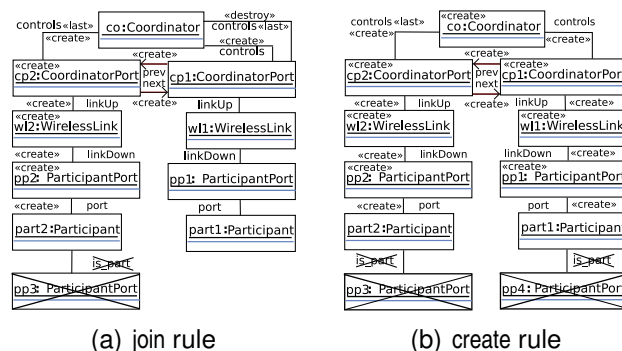 co:Coordinator
«destroy»
controls «last»
controls «last»
«create»
«create»
controls
«create»
cp2:CoordinatorPort
«create»
prev
next
«create»
cp1:CoordinatorPort
«create»
linkUp
linkUp
«create»
wl2:WirelessLink
wl1:WirelessLink
«create»
linkDown
linkDown
«create»
pp2: ParticipantPort
pp1: ParticipantPort
«create»
port
port
part2:Participant
part1:Participant
is_part
pp3: ParticipantPort
(a) join rule
co:Coordinator
controls «last»
«create»
controls
«create»
«create»
cp2:CoordinatorPort
«create»
prev
next
«create»
«create»
cp1:CoordinatorPort
«create»
linkUp
linkUp
«create»
«create»
wl2:WirelessLink
«create»
wl1:WirelessLink
«create»
linkDown
linkDown
«create»
«create»
pp2: ParticipantPort
«create»
pp1: ParticipantPort
«create»
port
port
«create»
part2:Participant
part1:Participant
is_part
is_part
pp3: ParticipantPort
pp4: ParticipantPort
(b) create rule